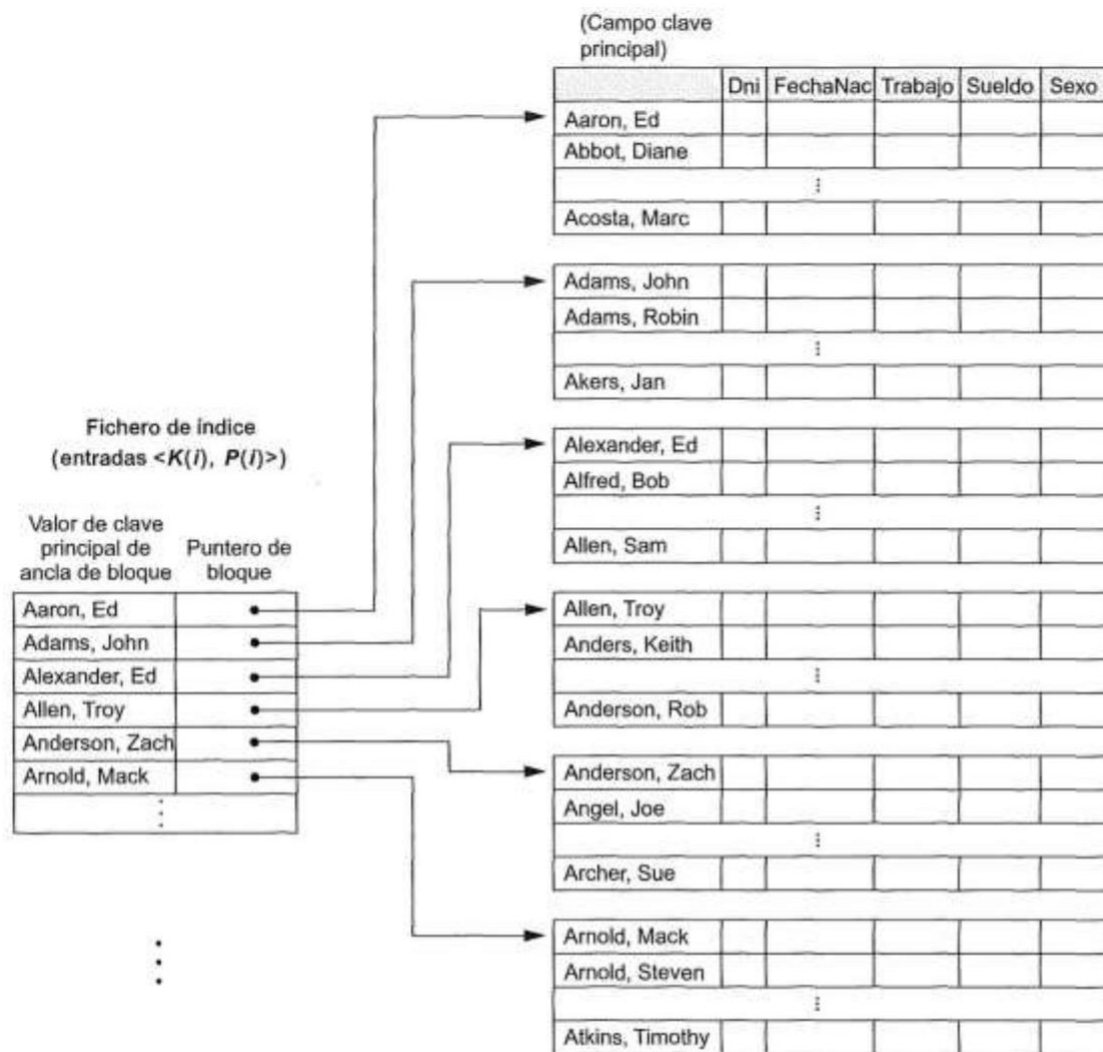 (Campo clave
principal)
Dni FechaNac Trabajo Sueldo Sexo
Aaron, Ed
Abbot, Diane
Acosta, Marc
Adams, John
Adams, Robin
Akers, Jan
Alexander, Ed
Alfred, Bob
Allen, Sam
Allen, Troy
Anders, Keith
Anderson, Rob
Anderson, Zach
Angel, Joe
Archer, Sue
Arnold, Mack
Arnold, Steven
Atkins, Timothy
Fichero de índice
(entradas <K(i), P(i)>)
Valor de clave
principal de
ancla de bloque
Puntero de
bloque
Aaron, Ed
Adams, John
Alexander, Ed
Allen, Troy
Anderson, Zach
Arnold, Mack